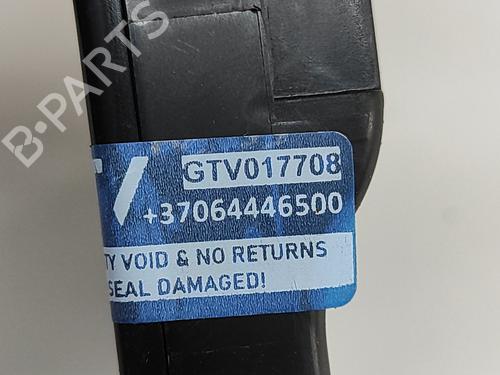 B-PARTS
GTV017708
+37064446500
TY VOID & NO RETURNS
SEAL DAMAGED!